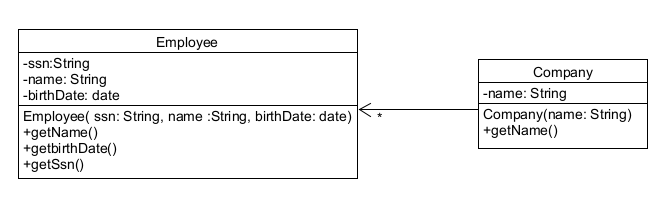 Employee
-ssn:String
-name: String
-birthDate: date
Employee( ssn: String, name :String, birthDate: date)
+getName()
+getbirthDate()
+getSsn()
*
Company
-name: String
Company(name: String)
+getName()